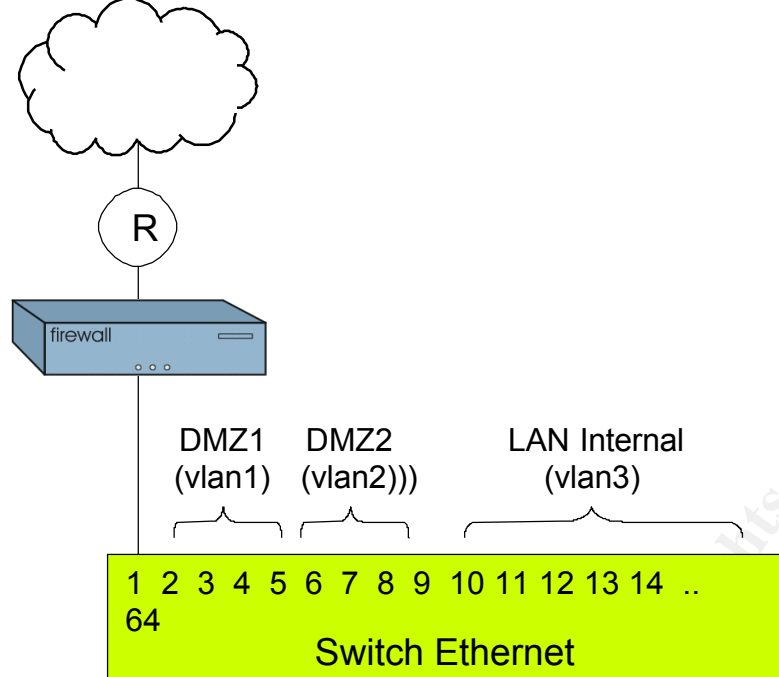 R
firewall
DMZ1 DMZ2 LAN Internal
(vlan1) (vlan2))) (vlan3)
1 2 3 4 5 6 7 8 9 10 11 12 13 14 ..
64
Switch Ethernet